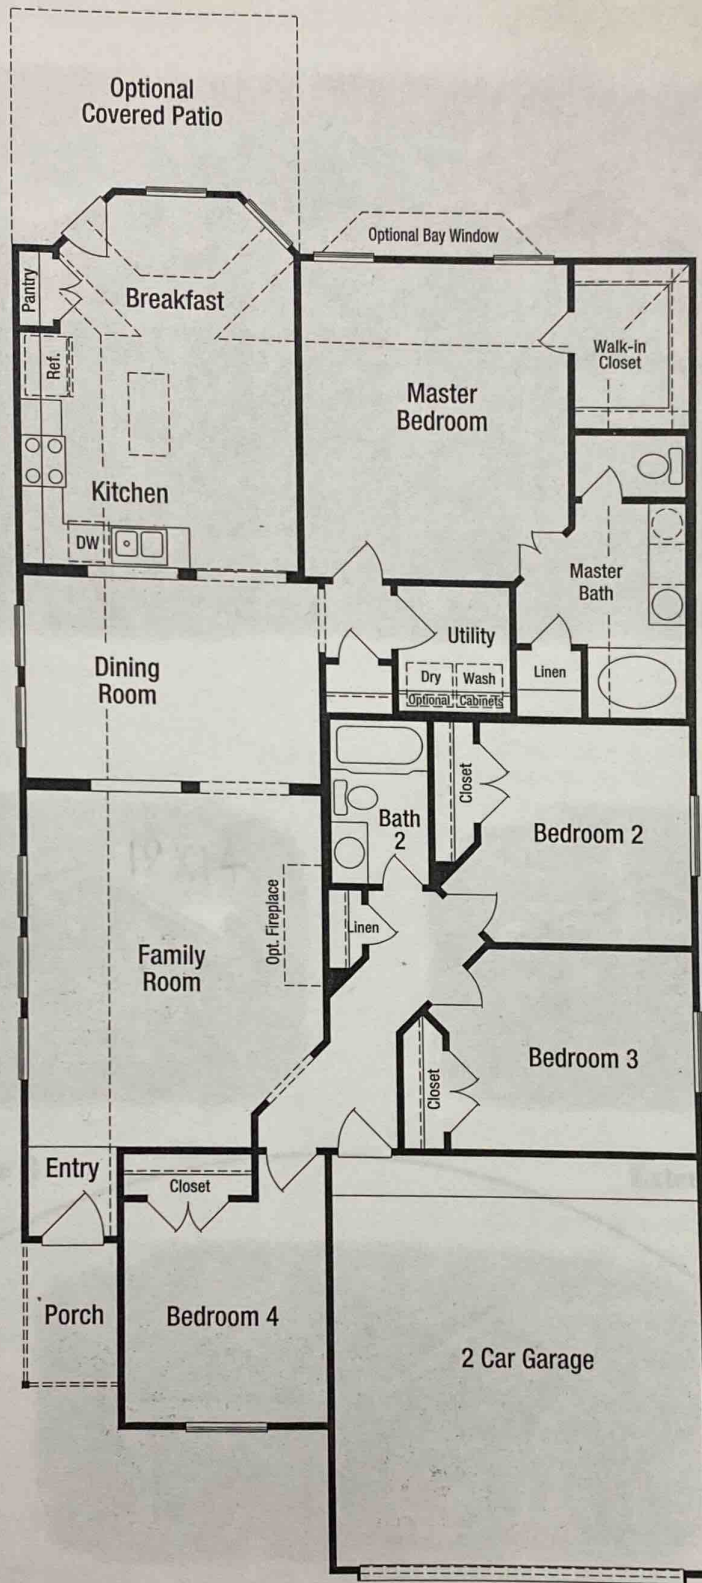 Optional
Covered Patio
Optional Bay Window
Pantry
Breakfast
Ref.
Walk-in
Closet
Master
Bedroom
Kitchen
DW
Master
Bath
Utility
Dry
Wash
Optional
Cabinets
Linen
Dining
Room
Closet
Bath
2
Bedroom 2
Opt. Fireplace
Linen
Family
Room
Bedroom 3
Closet
Entry
Closet
Porch
Bedroom 4
2 Car Garage